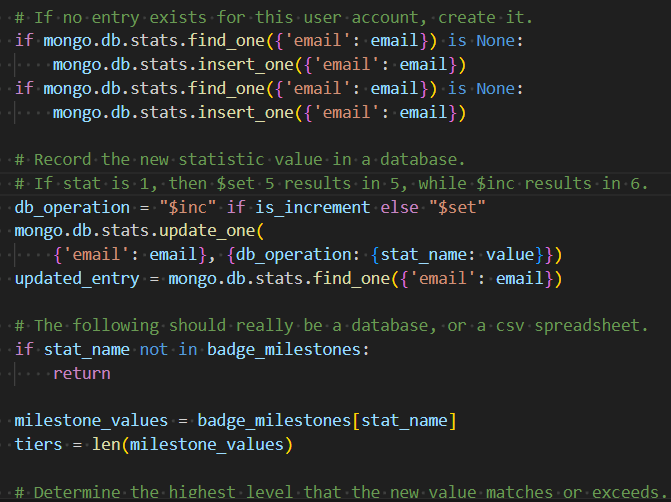 # If no entry exists for this user account, create it.
if mongo.db.stats.find_one({'email': email}) is None:
    mongo.db.stats.insert_one({'email': email})
if mongo.db.stats.find_one({'email': email}) is None:
    mongo.db.stats.insert_one({'email': email})

# Record the new statistic value in a database.
# If stat is 1, then $set 5 results in 5, while $inc results in 6.
db_operation = "$inc" if is_increment else "$set"
mongo.db.stats.update_one(
    {'email': email}, {db_operation: {stat_name: value}})
updated_entry = mongo.db.stats.find_one({'email': email})

# The following should really be a database, or a csv spreadsheet.
if stat_name not in badge_milestones:
    return

milestone_values = badge_milestones[stat_name]
tiers = len(milestone_values)

# Determine the highest level that the new value matches or exceeds.